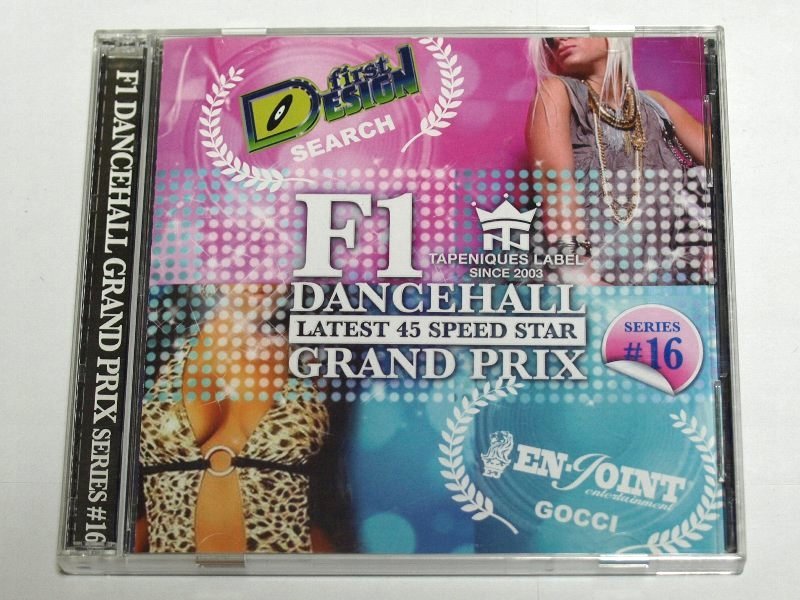 F1 DANCEHALL GRAND PRIX SERIES #16
first
DESIGN
SEARCH
F1
TAPENIQUES LABEL
SINCE 2003
DANCEHALL
LATEST 45 SPEED STAR
GRAND PRIX
SERIES
#16
EN-JOINT
entertainment
GOCCI